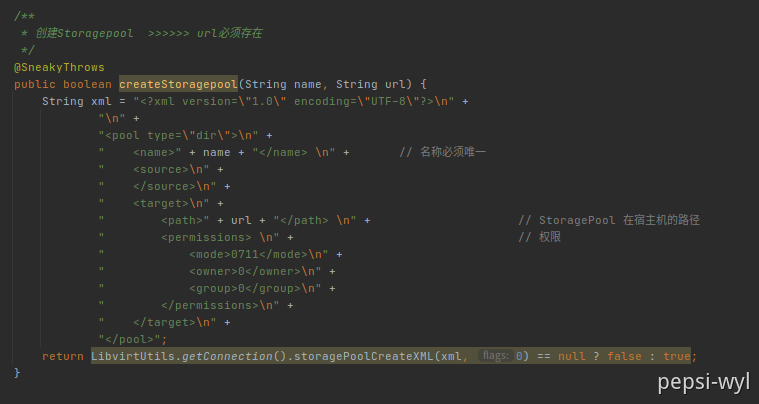 /**
 * 创建Storagepool  >>>>>> url必须存在
 */
@SneakyThrows
public boolean createStoragepool(String name, String url) {
    String xml = "<?xml version=\"1.0\" encoding=\"UTF-8\"?>\n" +
            "\n" +
            "<pool type=\"dir\">\n" +
            "    <name>" + name + "</name> \n" +       // 名称必须唯一
            "    <source>\n" +
            "    </source>\n" +
            "    <target>\n" +
            "        <path>" + url + "</path> \n" +                     // StoragePool 在宿主机的路径
            "        <permissions> \n" +                                // 权限
            "            <mode>0711</mode>\n" +
            "            <owner>0</owner>\n" +
            "            <group>0</group>\n" +
            "        </permissions>\n" +
            "    </target>\n" +
            "</pool>";
    return LibvirtUtils.getConnection().storagePoolCreateXML(xml, flags: 0) == null ? false : true;
}
pepsi-wyl